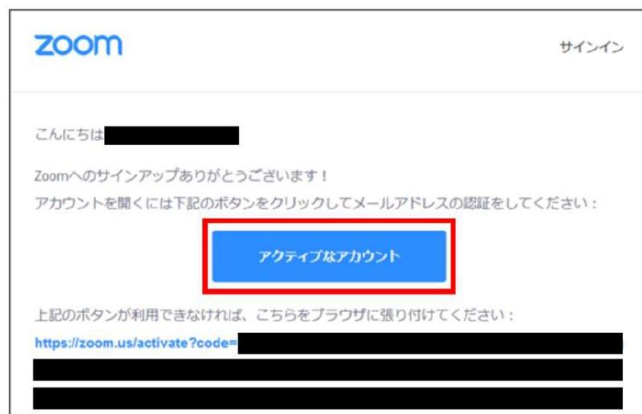 zoom
サインイン
こんにちは
Zoomへのサインアップありがとうございます！
アカウントを開くには下記のボタンをクリックしてメールアドレスの認証をしてください：
アクティブなアカウント
上記のボタンが利用できなければ、こちらをブラウザに張り付けてください：
https://zoom.us/activate?code=